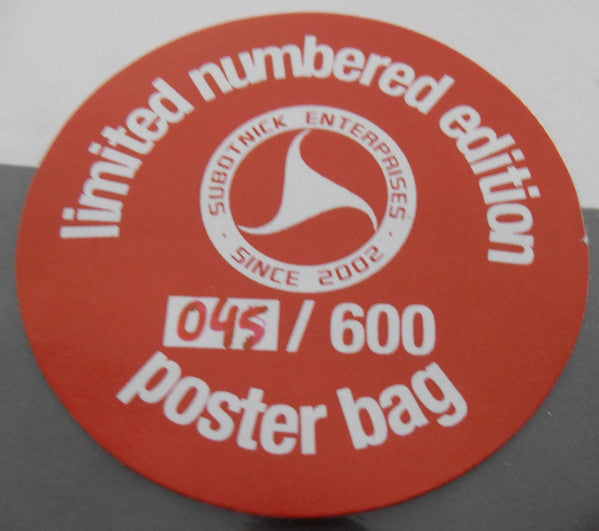 limited numbered edition
SUBOTNICK ENTERPRISES
· SINCE 2002 ·
045 / 600
poster bag